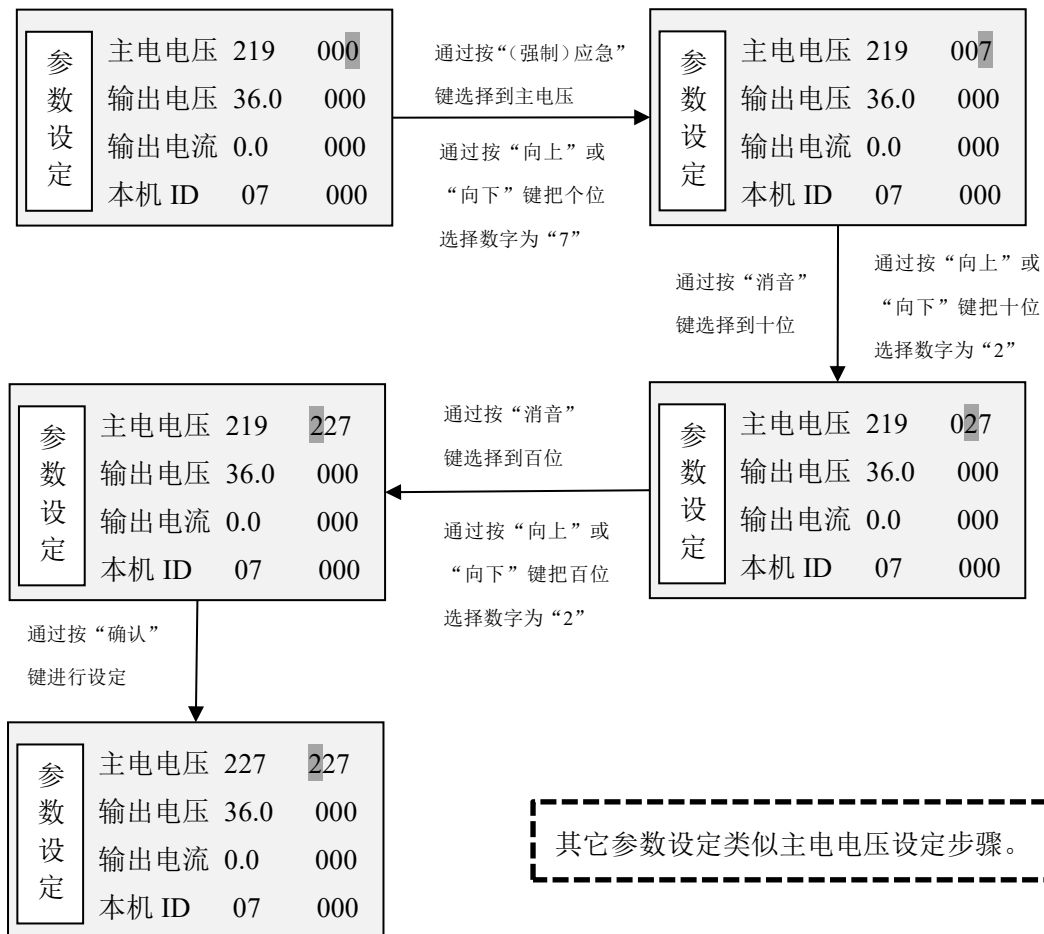 参数设定
主电电压 219 000
输出电压 36.0 000
输出电流 0.0 000
本机 ID 07 000
通过按“（强制）应急”
键选择到主电压
通过按“向上”或
“向下”键把个位
选择数字为“7”
参数设定
主电电压 219 007
输出电压 36.0 000
输出电流 0.0 000
本机 ID 07 000
通过按“消音”
键选择到十位
通过按“向上”或
“向下”键把十位
选择数字为“2”
参数设定
主电电压 219 027
输出电压 36.0 000
输出电流 0.0 000
本机 ID 07 000
通过按“消音”
键选择到百位
通过按“向上”或
“向下”键把百位
选择数字为“2”
参数设定
主电电压 219 227
输出电压 36.0 000
输出电流 0.0 000
本机 ID 07 000
通过按“确认”
键进行设定
参数设定
主电电压 227 227
输出电压 36.0 000
输出电流 0.0 000
本机 ID 07 000
其它参数设定类似主电电压设定步骤。